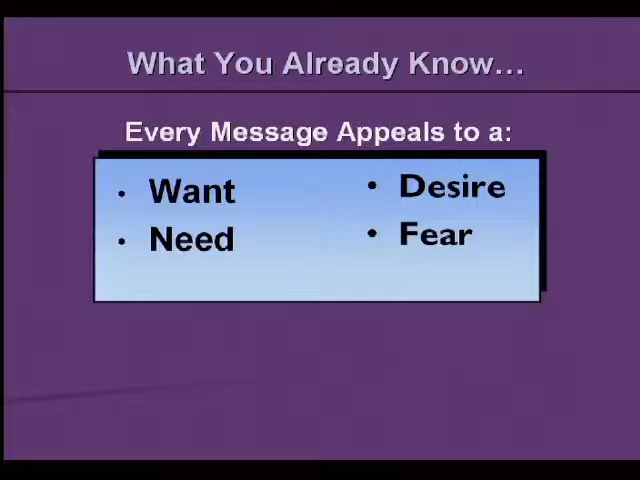 What You Already Know…
Every Message Appeals to a:
• Want
• Need
• Desire
• Fear